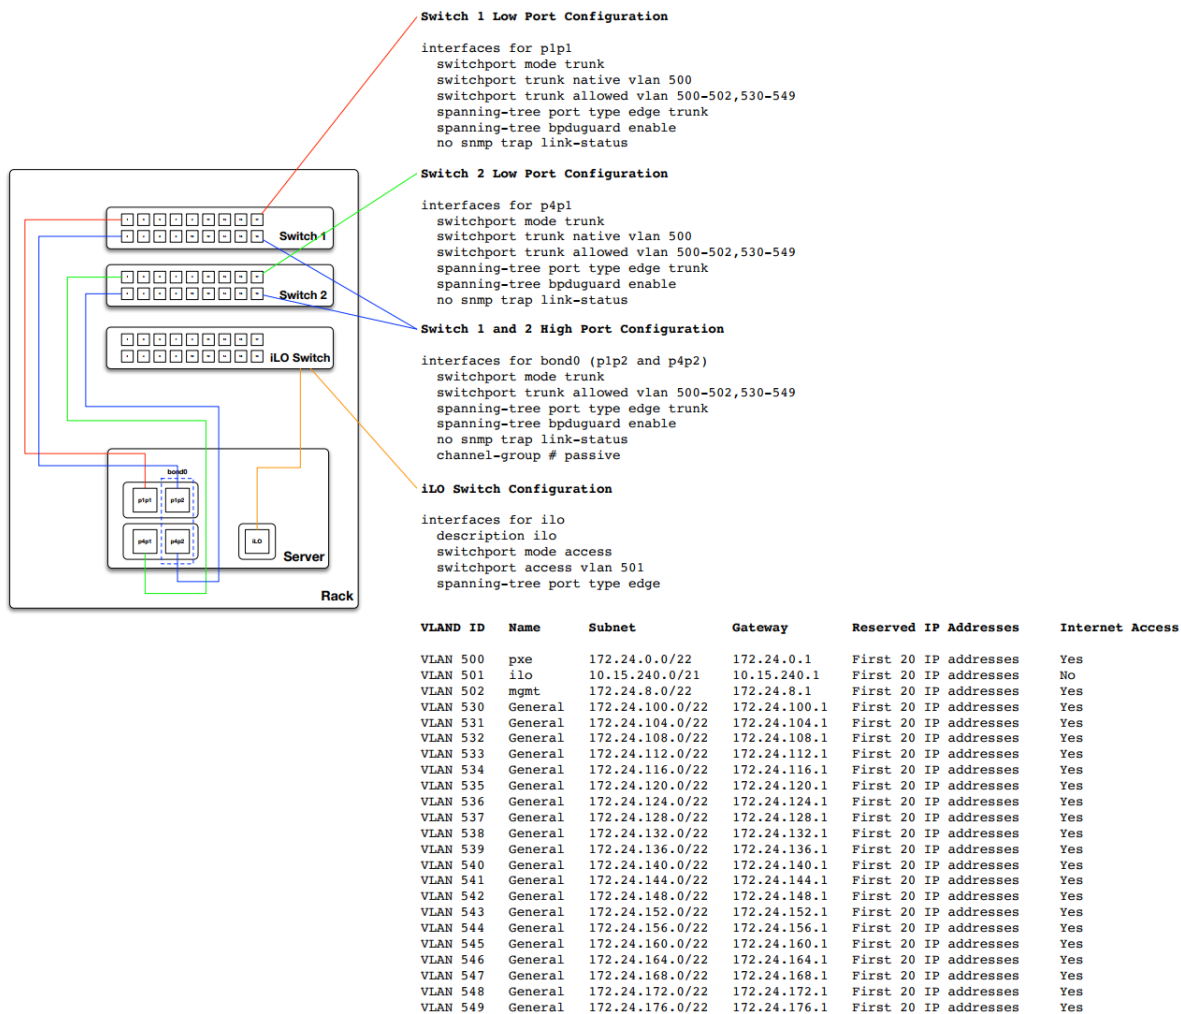 Switch 1 Low Port Configuration
interfaces for p1p1
switchport mode trunk
switchport trunk native vlan 500
switchport trunk allowed vlan 500-502,530-549
spanning-tree port type edge trunk
spanning-tree bpduguard enable
no snmp trap link-status
Switch 2 Low Port Configuration
interfaces for p4p1
switchport mode trunk
switchport trunk native vlan 500
switchport trunk allowed vlan 500-502,530-549
spanning-tree port type edge trunk
spanning-tree bpduguard enable
no snmp trap link-status
Switch 1 and 2 High Port Configuration
interfaces for bond0 (p1p2 and p4p2)
switchport mode trunk
switchport trunk allowed vlan 500-502,530-549
spanning-tree port type edge trunk
spanning-tree bpduguard enable
no snmp trap link-status
channel-group # passive
iLO Switch Configuration
interfaces for ilo
description ilo
switchport mode access
switchport access vlan 501
spanning-tree port type edge
Switch 1
Switch 2
iLO Switch
bond0
p1p1 p1p2
p4p1 p4p2
iLO
Server
Rack
VLAND ID Name Subnet Gateway Reserved IP Addresses Internet Access
VLAN 500 pxe 172.24.0.0/22 172.24.0.1 First 20 IP addresses Yes
VLAN 501 ilo 10.15.240.0/21 10.15.240.1 First 20 IP addresses No
VLAN 502 mgmt 172.24.8.0/22 172.24.8.1 First 20 IP addresses Yes
VLAN 530 General 172.24.100.0/22 172.24.100.1 First 20 IP addresses Yes
VLAN 531 General 172.24.104.0/22 172.24.104.1 First 20 IP addresses Yes
VLAN 532 General 172.24.108.0/22 172.24.108.1 First 20 IP addresses Yes
VLAN 533 General 172.24.112.0/22 172.24.112.1 First 20 IP addresses Yes
VLAN 534 General 172.24.116.0/22 172.24.116.1 First 20 IP addresses Yes
VLAN 535 General 172.24.120.0/22 172.24.120.1 First 20 IP addresses Yes
VLAN 536 General 172.24.124.0/22 172.24.124.1 First 20 IP addresses Yes
VLAN 537 General 172.24.128.0/22 172.24.128.1 First 20 IP addresses Yes
VLAN 538 General 172.24.132.0/22 172.24.132.1 First 20 IP addresses Yes
VLAN 539 General 172.24.136.0/22 172.24.136.1 First 20 IP addresses Yes
VLAN 540 General 172.24.140.0/22 172.24.140.1 First 20 IP addresses Yes
VLAN 541 General 172.24.144.0/22 172.24.144.1 First 20 IP addresses Yes
VLAN 542 General 172.24.148.0/22 172.24.148.1 First 20 IP addresses Yes
VLAN 543 General 172.24.152.0/22 172.24.152.1 First 20 IP addresses Yes
VLAN 544 General 172.24.156.0/22 172.24.156.1 First 20 IP addresses Yes
VLAN 545 General 172.24.160.0/22 172.24.160.1 First 20 IP addresses Yes
VLAN 546 General 172.24.164.0/22 172.24.164.1 First 20 IP addresses Yes
VLAN 547 General 172.24.168.0/22 172.24.168.1 First 20 IP addresses Yes
VLAN 548 General 172.24.172.0/22 172.24.172.1 First 20 IP addresses Yes
VLAN 549 General 172.24.176.0/22 172.24.176.1 First 20 IP addresses Yes